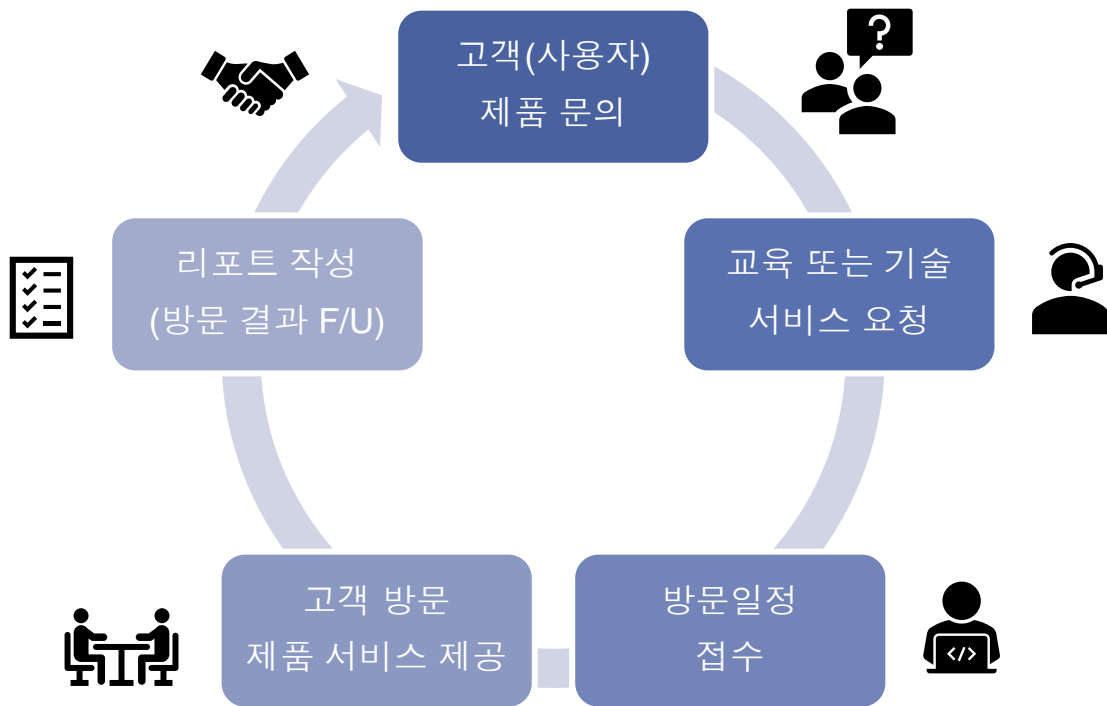 고객(사용자)
제품 문의
?
교육 또는 기술
서비스 요청
방문일정
접수
</>
고객 방문
제품 서비스 제공
리포트 작성
(방문 결과 F/U)